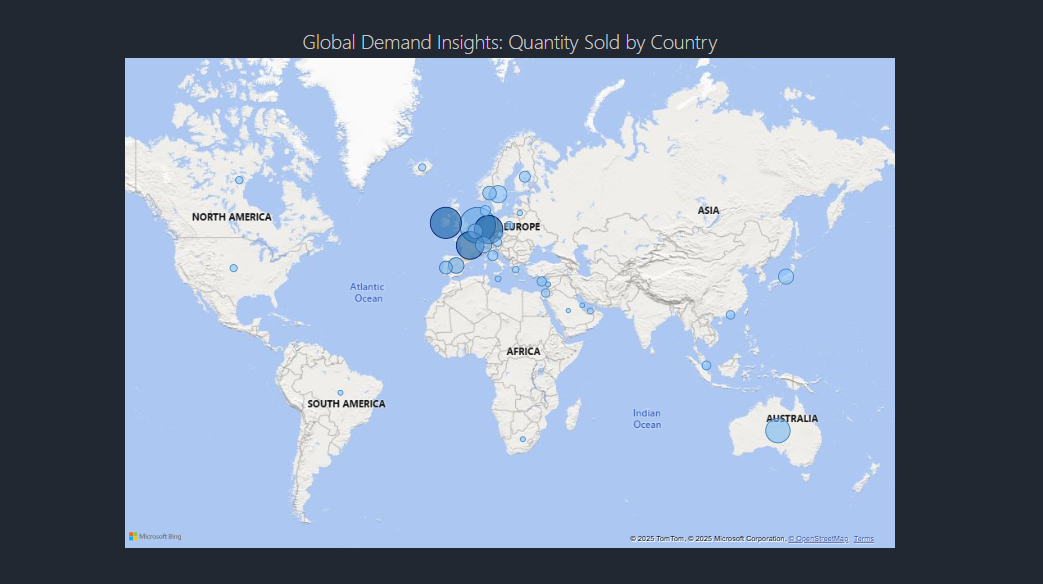 Global Demand Insights: Quantity Sold by Country
NORTH AMERICA
ASIA
EUROPE
Atlantic
Ocean
AFRICA
SOUTH AMERICA
Indian
Ocean
AUSTRALIA
Microsoft Bing
© 2025 TomTom, © 2025 Microsoft Corporation, © OpenStreetMap Terms